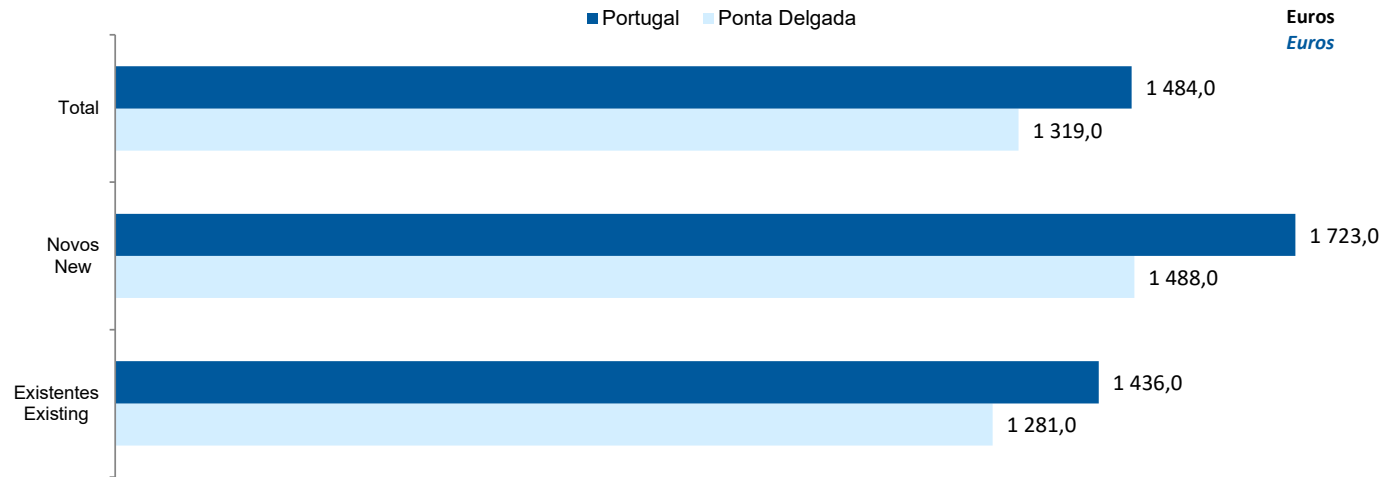 Portugal Ponta Delgada
Euros
Euros
Total
1 484,0
1 319,0
Novos
New
1 723,0
1 488,0
Existentes
Existing
1 436,0
1 281,0